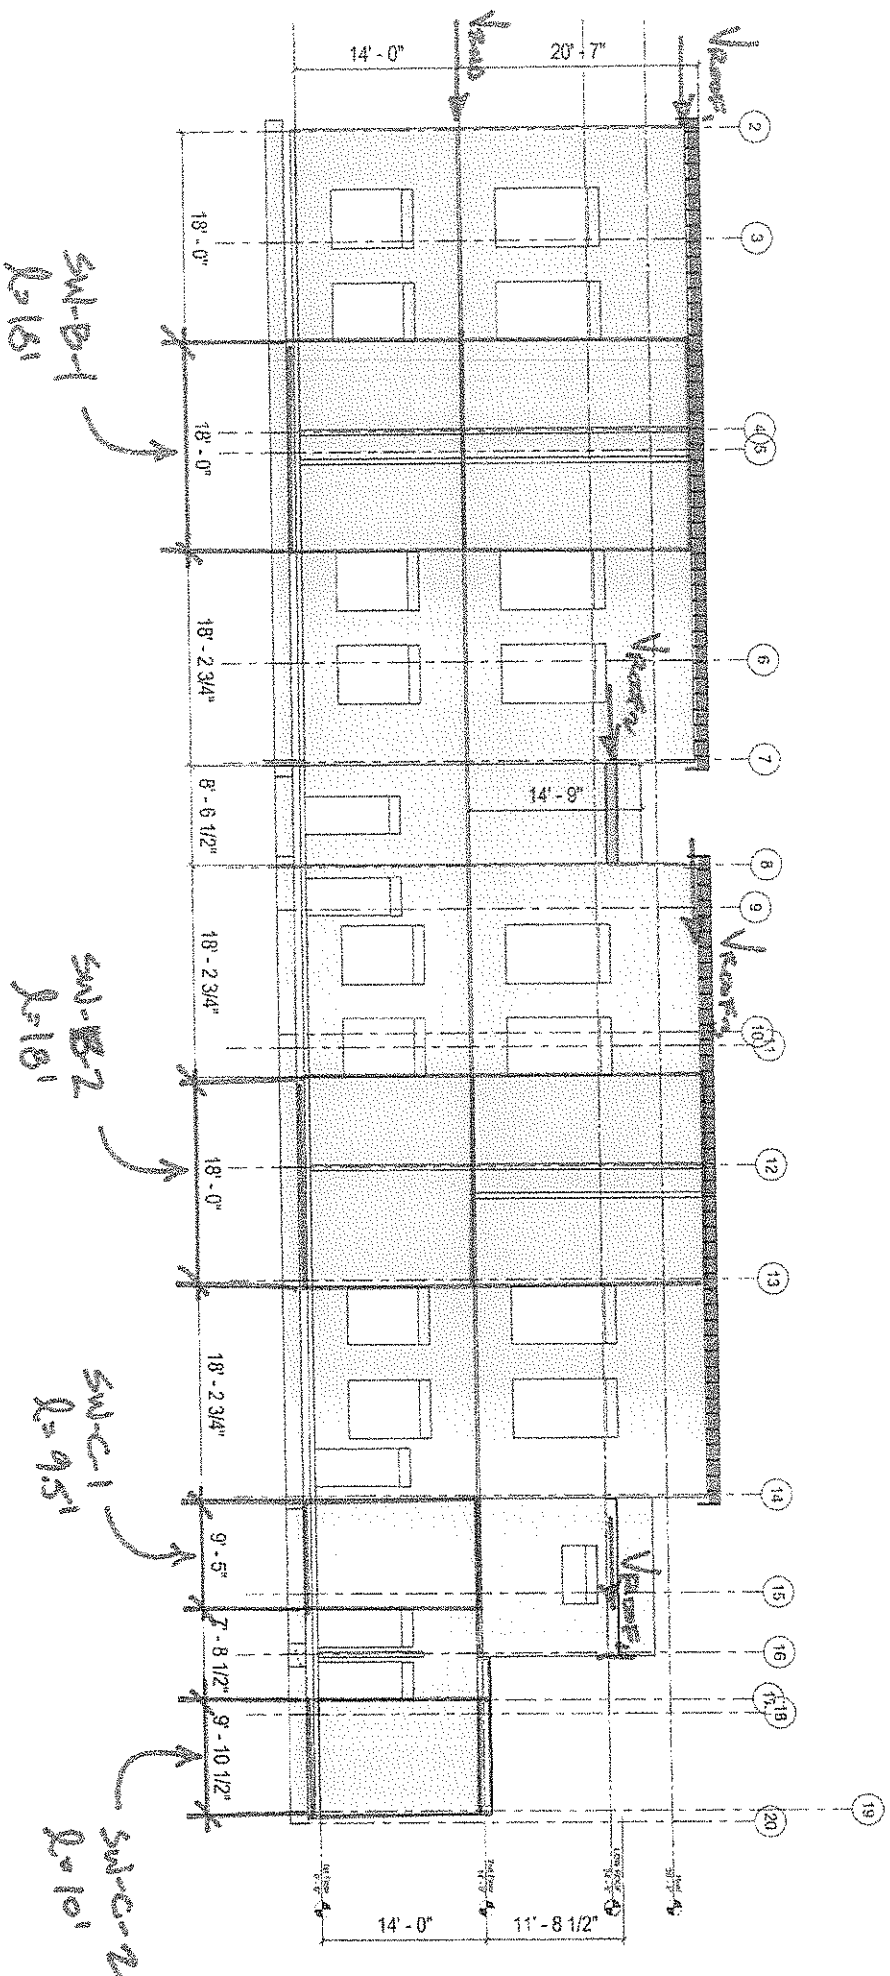 VROOF,
V2ND
14' - 0"
20' - 7"
2
3
4
5
6
7
8
9
10
11
12
13
14
15
16
17
18
19
20
VROOF2
14' - 9"
VROOF
VROOF
18' - 0"
18' - 0"
18' - 2 3/4"
8' - 6 1/2"
18' - 2 3/4"
18' - 0"
18' - 2 3/4"
9' - 5"
7' - 8 1/2"
9' - 10 1/2"
SW-B-1
l=18'
SW-B-2
l=18'
SW-C-1
l=9.5'
SW-C-2
l=10'
14' - 0"
11' - 8 1/2"